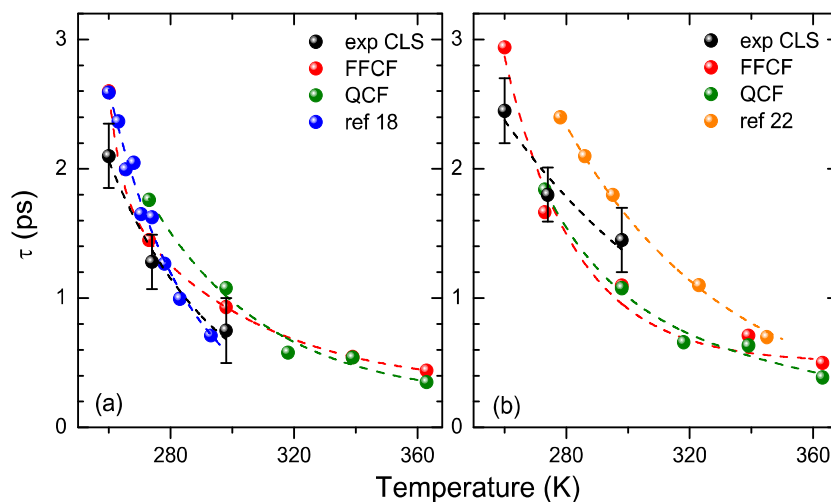 3
2
1
0
τ (ps)
exp CLS
FFCF
QCF
ref 18
(a)
280
320
360
3
2
1
0
exp CLS
FFCF
QCF
ref 22
(b)
280
320
360
Temperature (K)